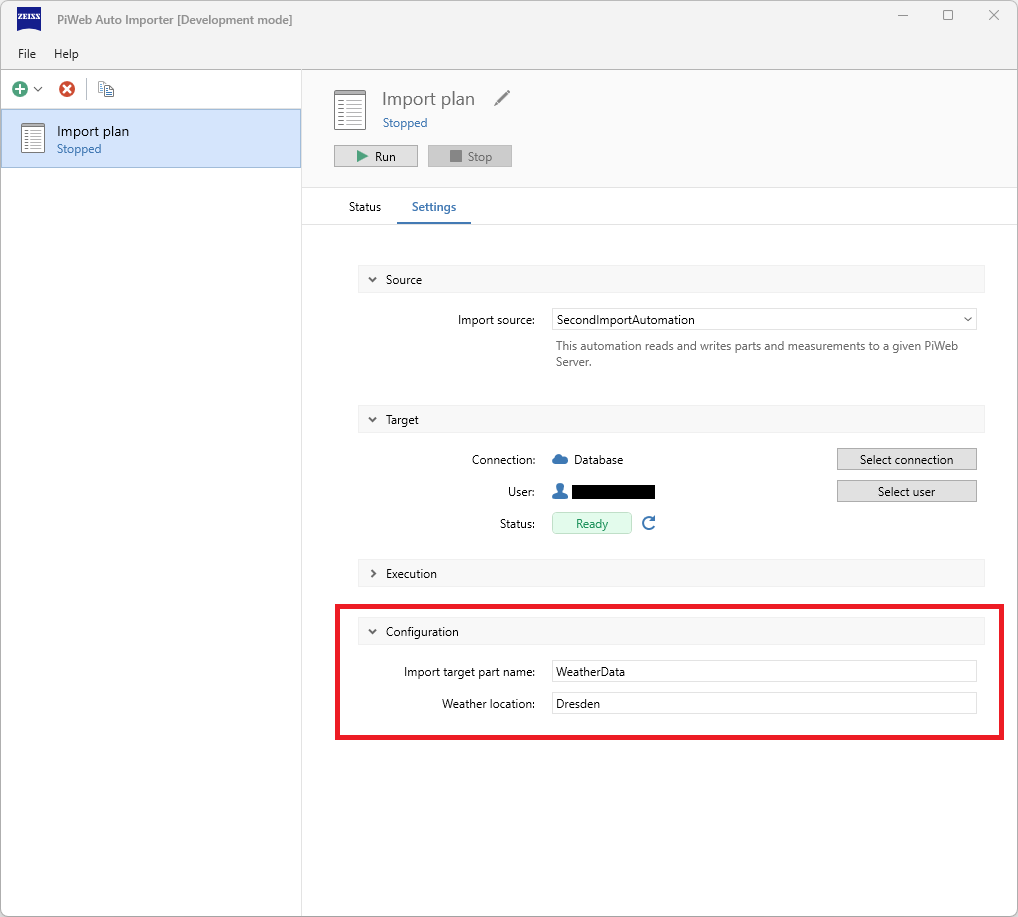 ZEISS
PiWeb Auto Importer [Development mode]
File Help
Import plan
Stopped
Import plan
Stopped
Run Stop
Status Settings
Source
Import source: SecondImportAutomation
This automation reads and writes parts and measurements to a given PiWeb
Server.
Target
Connection: Database Select connection
User: Select user
Status: Ready
Execution
Configuration
Import target part name: WeatherData
Weather location: Dresden